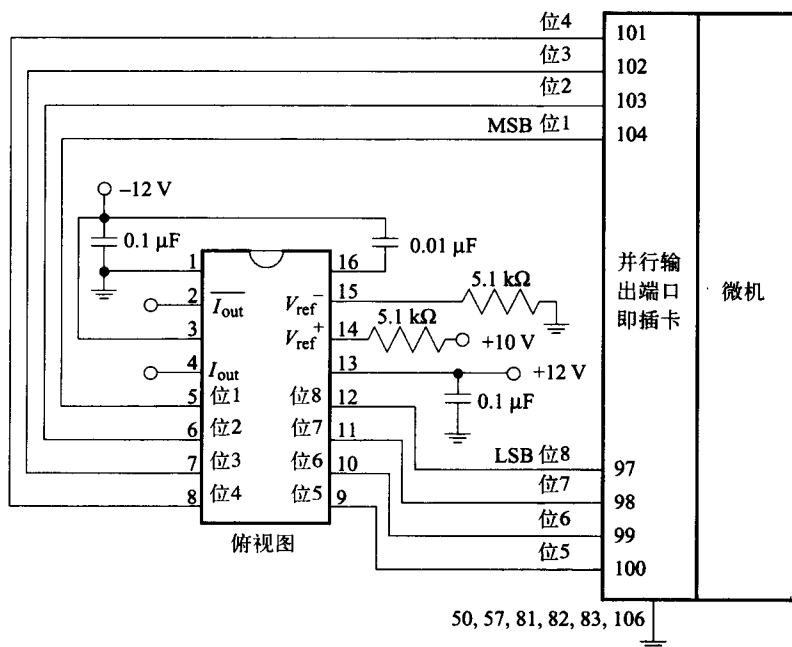 位4
101
位3
102
位2
103
MSB 位1
104
−12 V
0.1 μF
0.01 μF
1
16
2
I̅out
Vref−
15
5.1 kΩ
3
Vref+
14
5.1 kΩ
+10 V
4
Iout
13
+12 V
5
位1
位8
12
0.1 μF
6
位2
位7
11
7
位3
位6
10
8
位4
位5
9
俯视图
并行输
出端口
即插卡
微机
LSB 位8
97
位7
98
位6
99
位5
100
50, 57, 81, 82, 83, 106